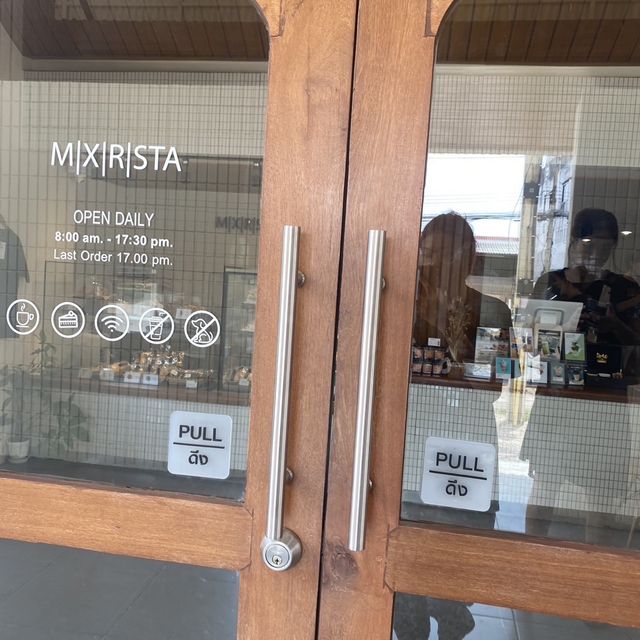 M|X|R|STA
OPEN DAILY
8:00 am. - 17:30 pm.
Last Order 17.00 pm.
M|X|R|STA
PULL
ดึง
PULL
ดึง